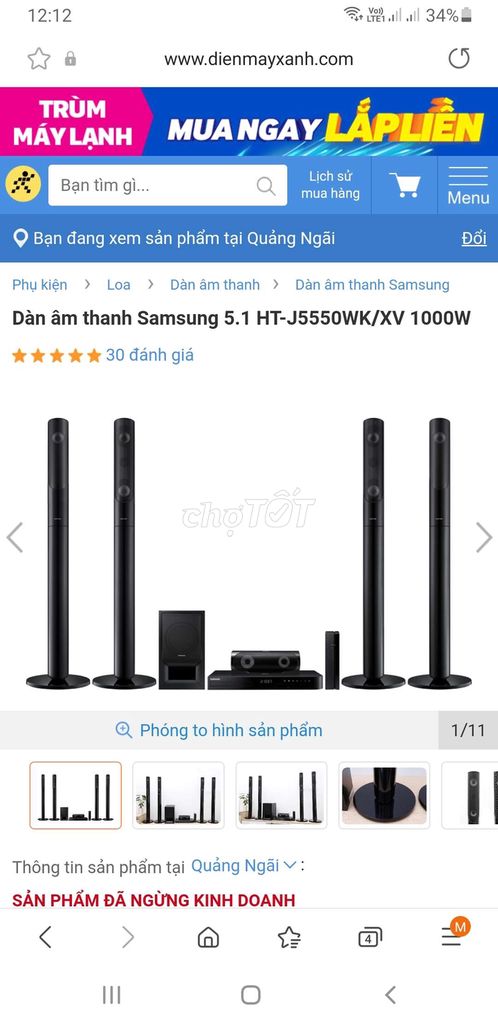 12:12
Vo))
LTE1
34%
www.dienmayxanh.com
TRÙM
MÁY LẠNH
MUA NGAY LẮP LIỀN
Bạn tìm gì...
Lịch sử
mua hàng
Menu
Bạn đang xem sản phẩm tại Quảng Ngãi
Đổi
Phụ kiện > Loa > Dàn âm thanh > Dàn âm thanh Samsung
Dàn âm thanh Samsung 5.1 HT-J5550WK/XV 1000W
30 đánh giá
chợTỐT
Phóng to hình sản phẩm
1/11
Thông tin sản phẩm tại Quảng Ngãi :
SẢN PHẨM ĐÃ NGỪNG KINH DOANH
4
M